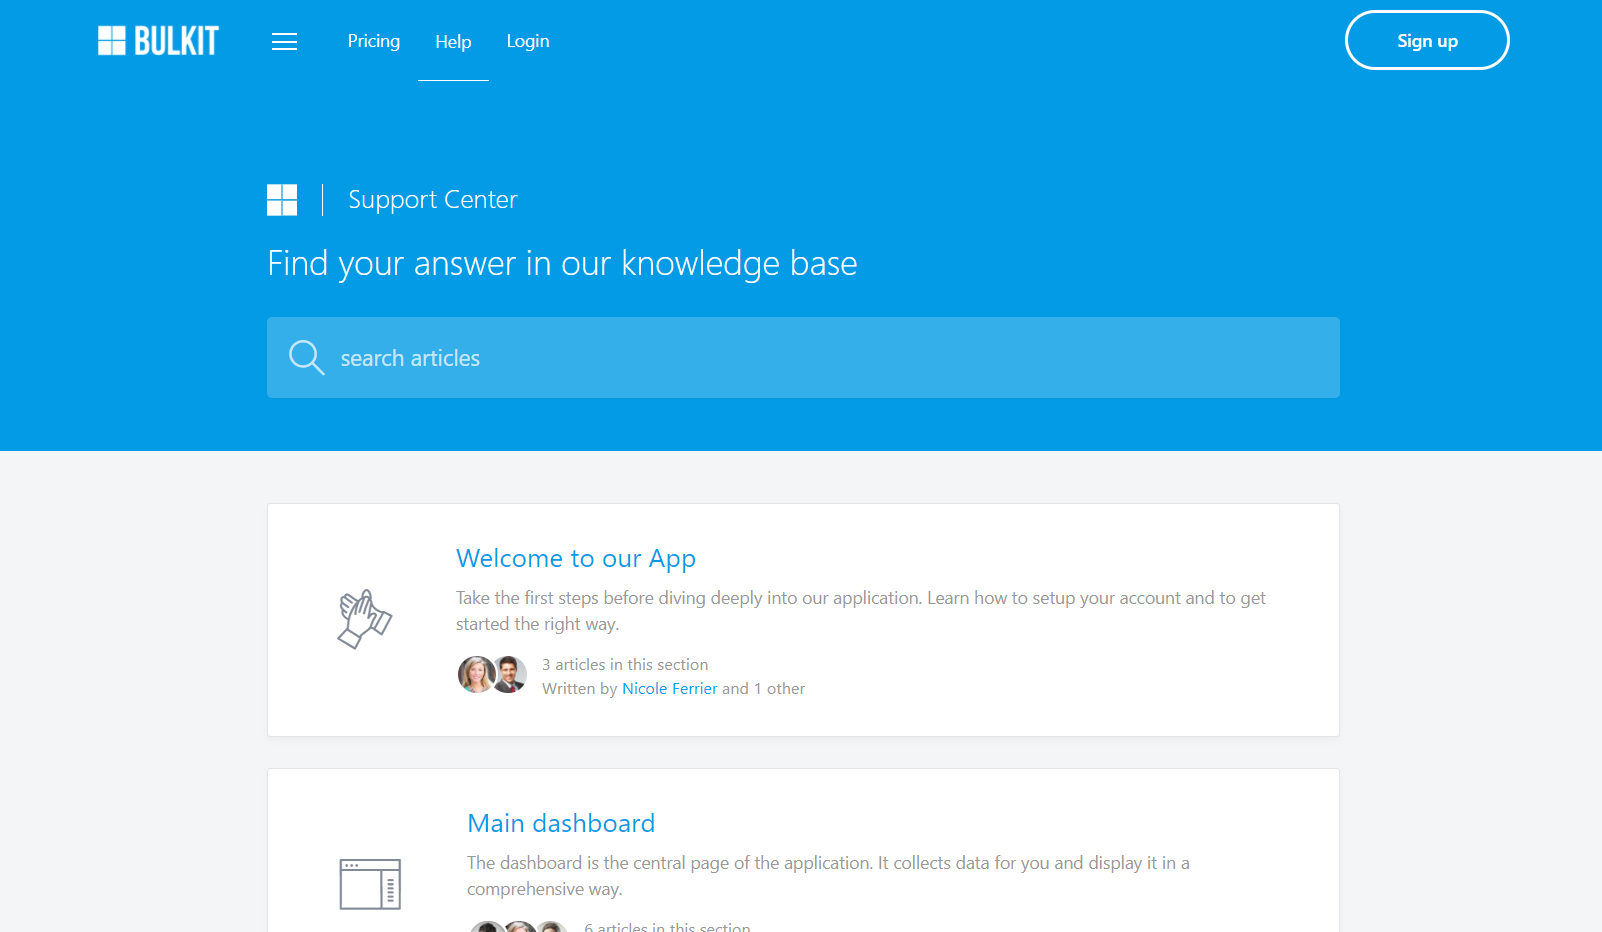 BULKIT
Pricing
Help
Login
Sign up
Support Center
Find your answer in our knowledge base
search articles
Welcome to our App
Take the first steps before diving deeply into our application. Learn how to setup your account and to get
started the right way.
3 articles in this section
Written by Nicole Ferrier and 1 other
Main dashboard
The dashboard is the central page of the application. It collects data for you and display it in a
comprehensive way.
6 articles in this section